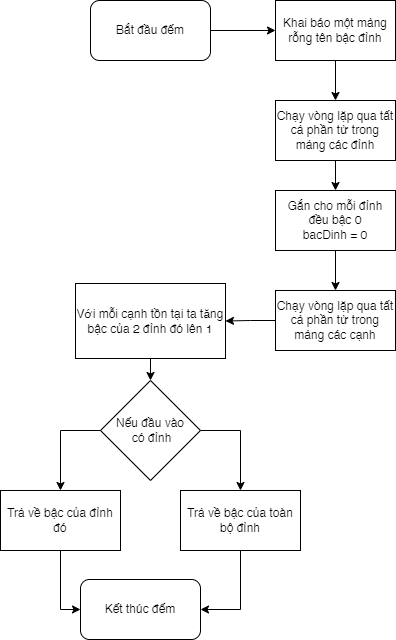 Bắt đầu đếm
Khai báo một mảng
rỗng tên bậc đỉnh
Chạy vòng lặp qua tất
cả phần từ trong
mảng các đỉnh
Gắn cho mỗi đỉnh
đều bậc 0
bacDinh = 0
Chạy vòng lặp qua tất
cả phần từ trong
mảng các cạnh
Với mỗi cạnh tồn tại ta tăng
bậc của 2 đỉnh đó lên 1
Nếu đầu vào
có đỉnh
Trả về bậc của đỉnh
đó
Trả về bậc của toàn
bộ đỉnh
Kết thúc đếm